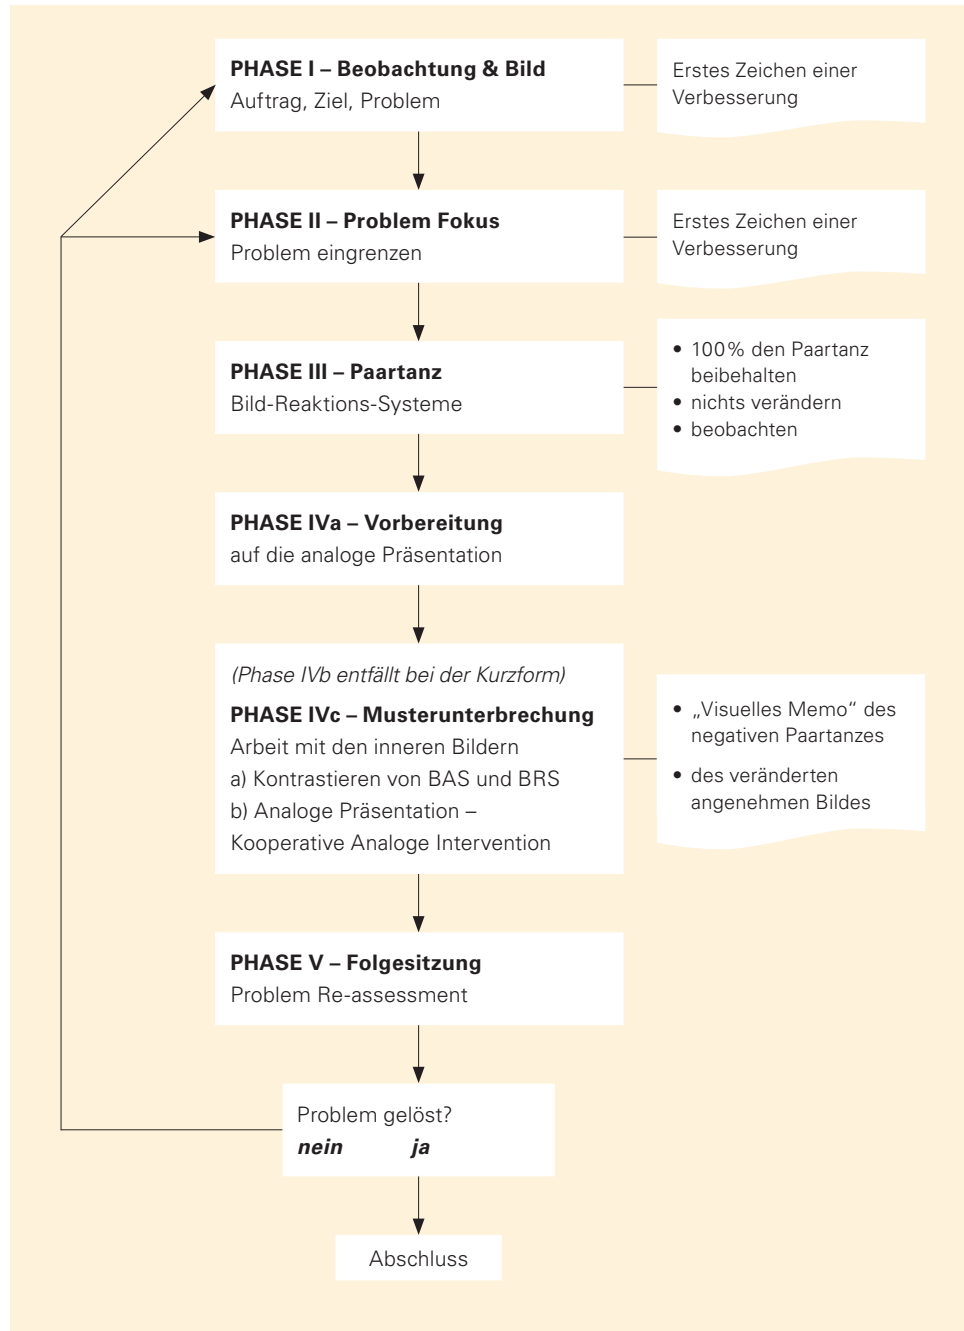 PHASE I – Beobachtung & Bild
Auftrag, Ziel, Problem
Erstes Zeichen einer
Verbesserung
PHASE II – Problem Fokus
Problem eingrenzen
Erstes Zeichen einer
Verbesserung
PHASE III – Paartanz
Bild-Reaktions-Systeme
• 100% den Paartanz
beibehalten
• nichts verändern
• beobachten
PHASE IVa – Vorbereitung
auf die analoge Präsentation
(Phase IVb entfällt bei der Kurzform)
PHASE IVc – Musterunterbrechung
Arbeit mit den inneren Bildern
a) Kontrastieren von BAS und BRS
b) Analoge Präsentation –
Kooperative Analoge Intervention
• „Visuelles Memo“ des
negativen Paartanzes
• des veränderten
angenehmen Bildes
PHASE V – Folgesitzung
Problem Re-assessment
Problem gelöst?
nein ja
Abschluss